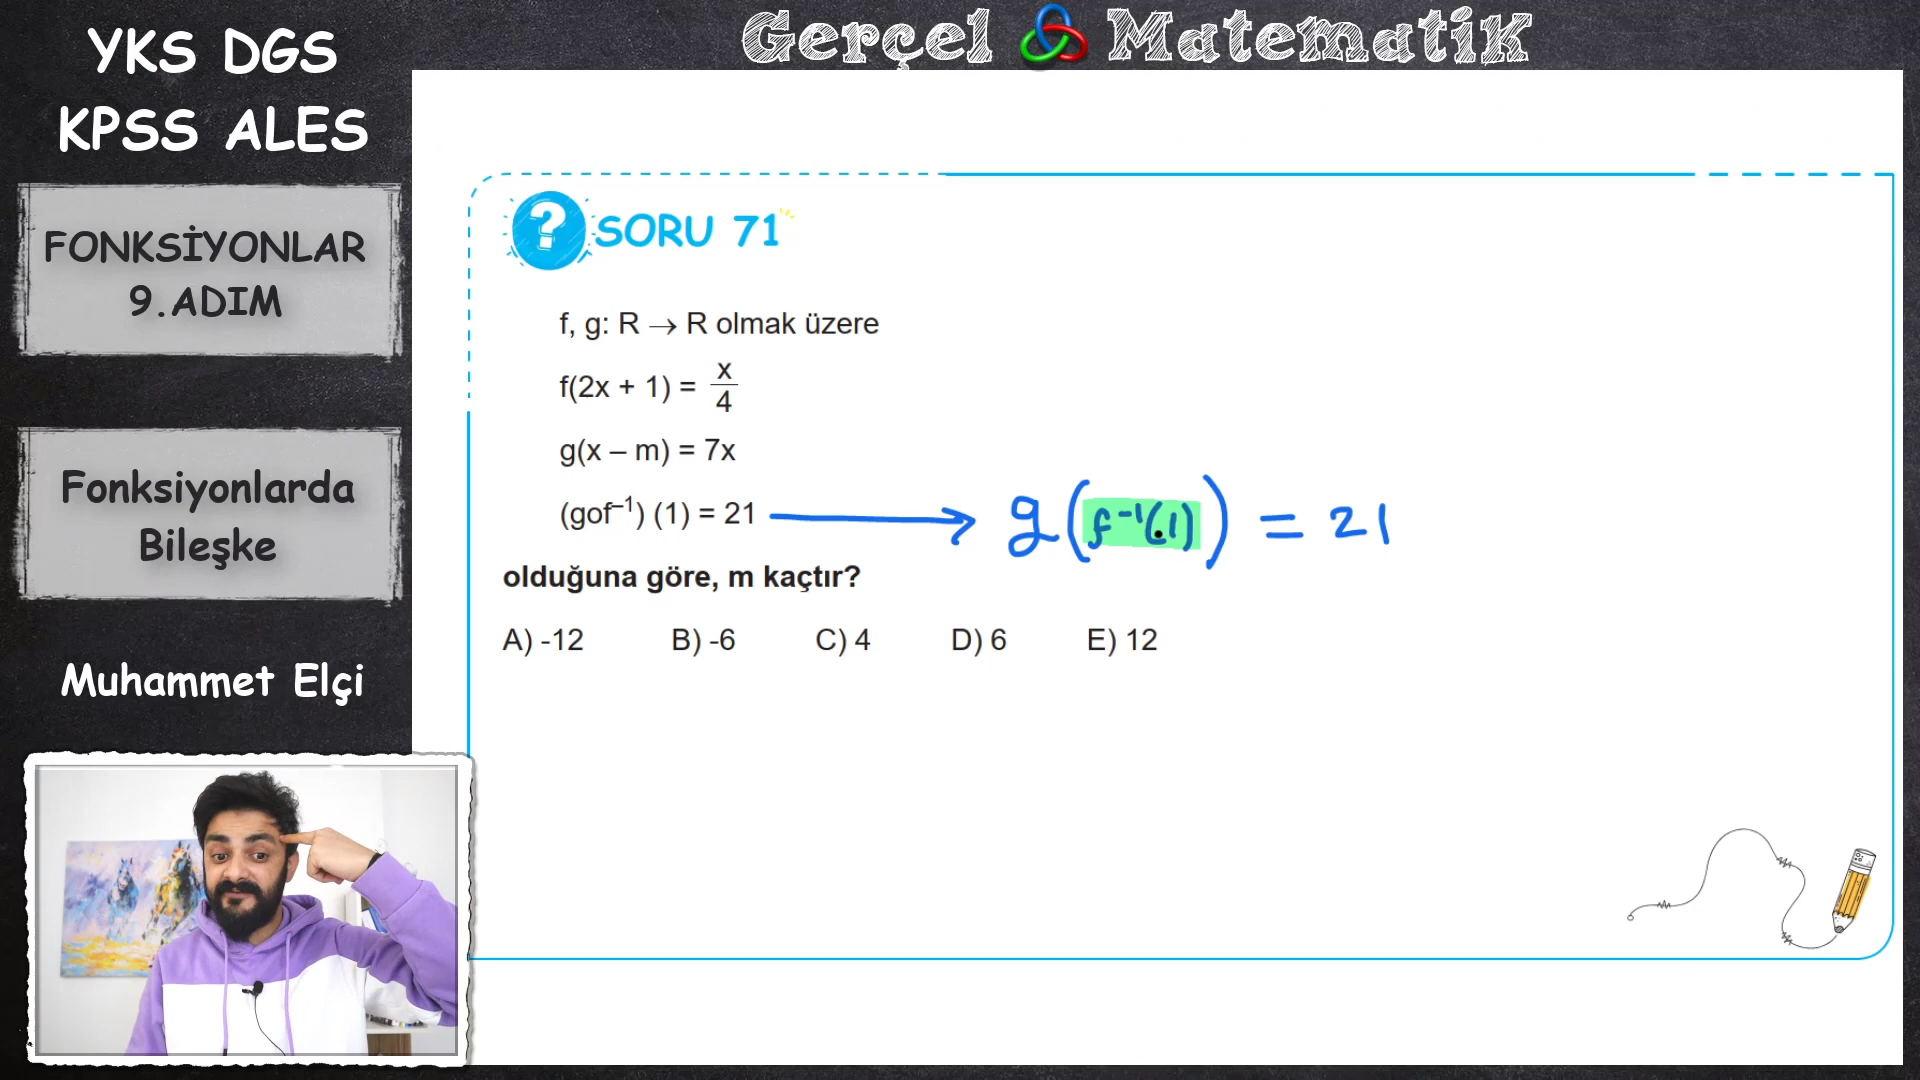 YKS DGS
KPSS ALES
Gerçel Matematik
FONKSİYONLAR
9.ADIM
Fonksiyonlarda
Bileşke
Muhammet Elçi
? SORU 71
f, g: R → R olmak üzere
f(2x + 1) = x/4
g(x – m) = 7x
(gof⁻¹) (1) = 21 → g(f⁻¹(1)) = 21
olduğuna göre, m kaçtır?
A) -12 B) -6 C) 4 D) 6 E) 12